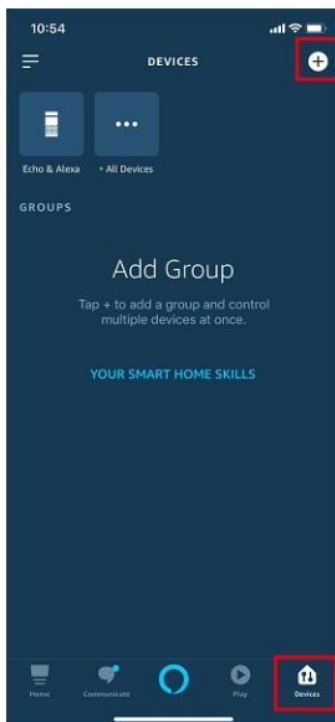 10:54
DEVICES
Echo & Alexa
• All Devices
GROUPS
Add Group
Tap + to add a group and control
multiple devices at once.
YOUR SMART HOME SKILLS
Home
Communicate
Play
Devices